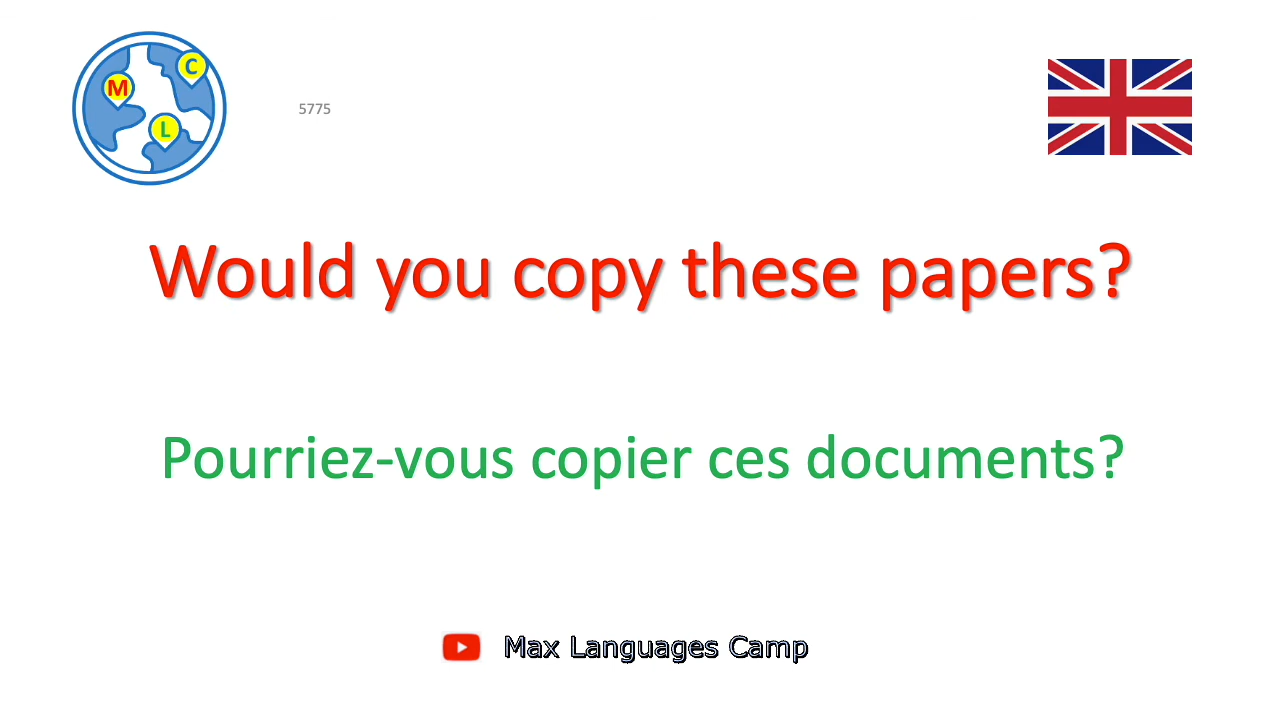 C
M
L
5775
Would you copy these papers?
Pourriez-vous copier ces documents?
Max Languages Camp